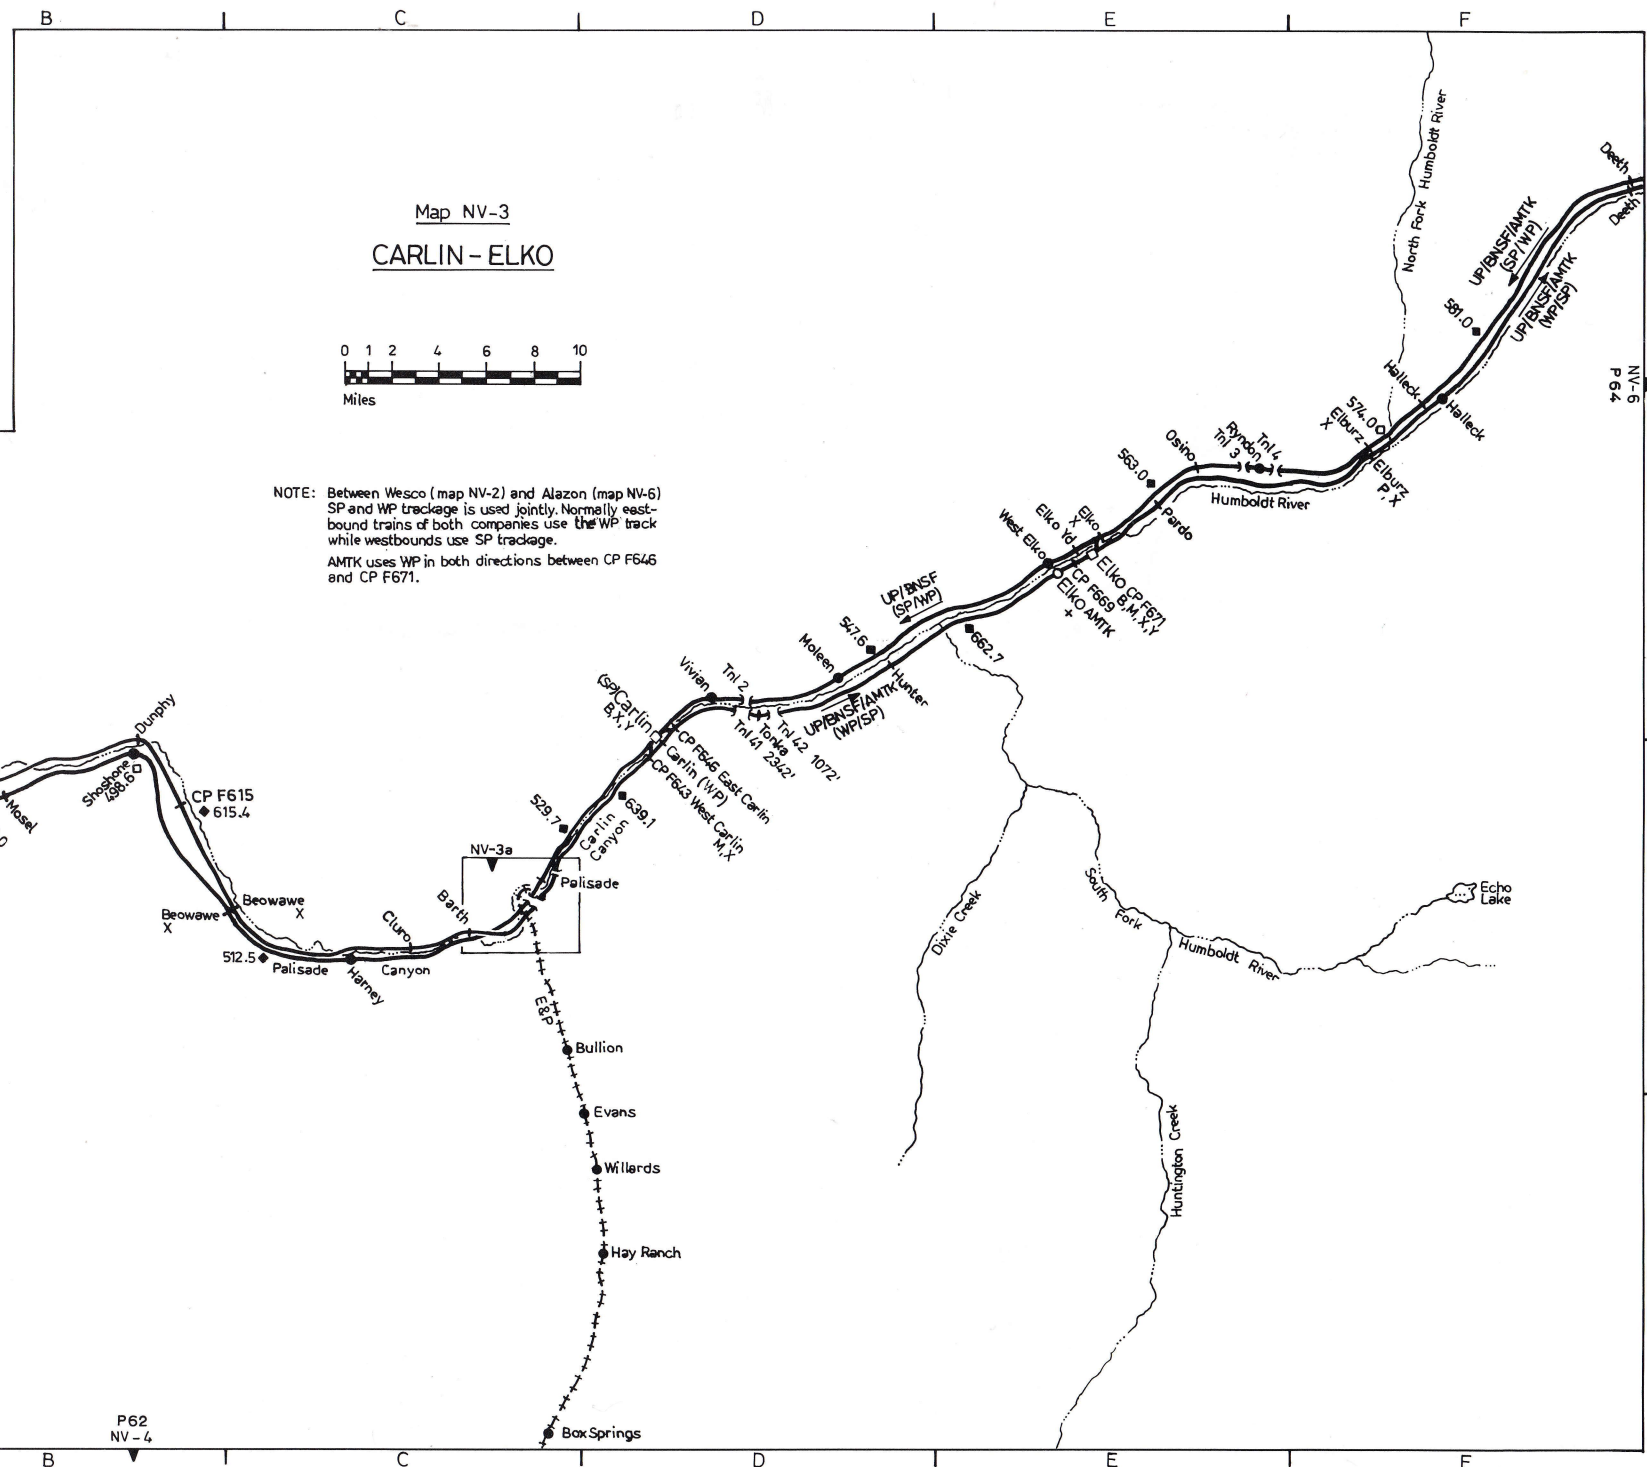 B C D E F
Map NV-3
CARLIN - ELKO
0 1 2 4 6 8 10
Miles
NOTE: Between Wesco (map NV-2) and Alazon (map NV-6)
SP and WP trackage is used jointly. Normally east-
bound trains of both companies use the WP track
while westbounds use SP trackage.
AMTK uses WP in both directions between CP F646
and CP F671.
North Fork Humboldt River
Deeth
Deeth
UP/BNSF/AMTK
(SP/WP)
UP/BNSF/AMTK
(WP/SP)
581.0
NV-6
P64
Halleck
Halleck
574.0
Elburz
X
Elburz
P, X
Tnl 4
Ryndon
Tnl 3
Osino
563.0
Humboldt River
Pardo
Elko
X
Elko Yd
West Elko
Elko CP F671
B,M,X,Y
CP F669
Elko AMTK
+
UP/BNSF
(SP/WP)
662.7
547.6
Moleen
Hunter
UP/BNSF/AMTK
(WP/SP)
Tnl 2
Vivian
Tnl 42 1072'
Tonka
Tnl 41 2342'
(SP)Carlin
B,X,Y
CP F646 East Carlin
Carlin (WP)
CP F643 West Carlin
M,X
639.1
Carlin
Canyon
529.7
NV-3a
Palisade
Dunphy
Shoshone
498.6
Mosel
CP F615
615.4
Beowawe
X
Beowawe
X
512.5
Palisade
Harney
Canyon
Cluro
Barth
E&P
Bullion
Evans
Willards
Hay Ranch
Box Springs
Dixie Creek
South
Fork
Humboldt River
Echo
Lake
Huntington Creek
P62
NV-4
B C D E F